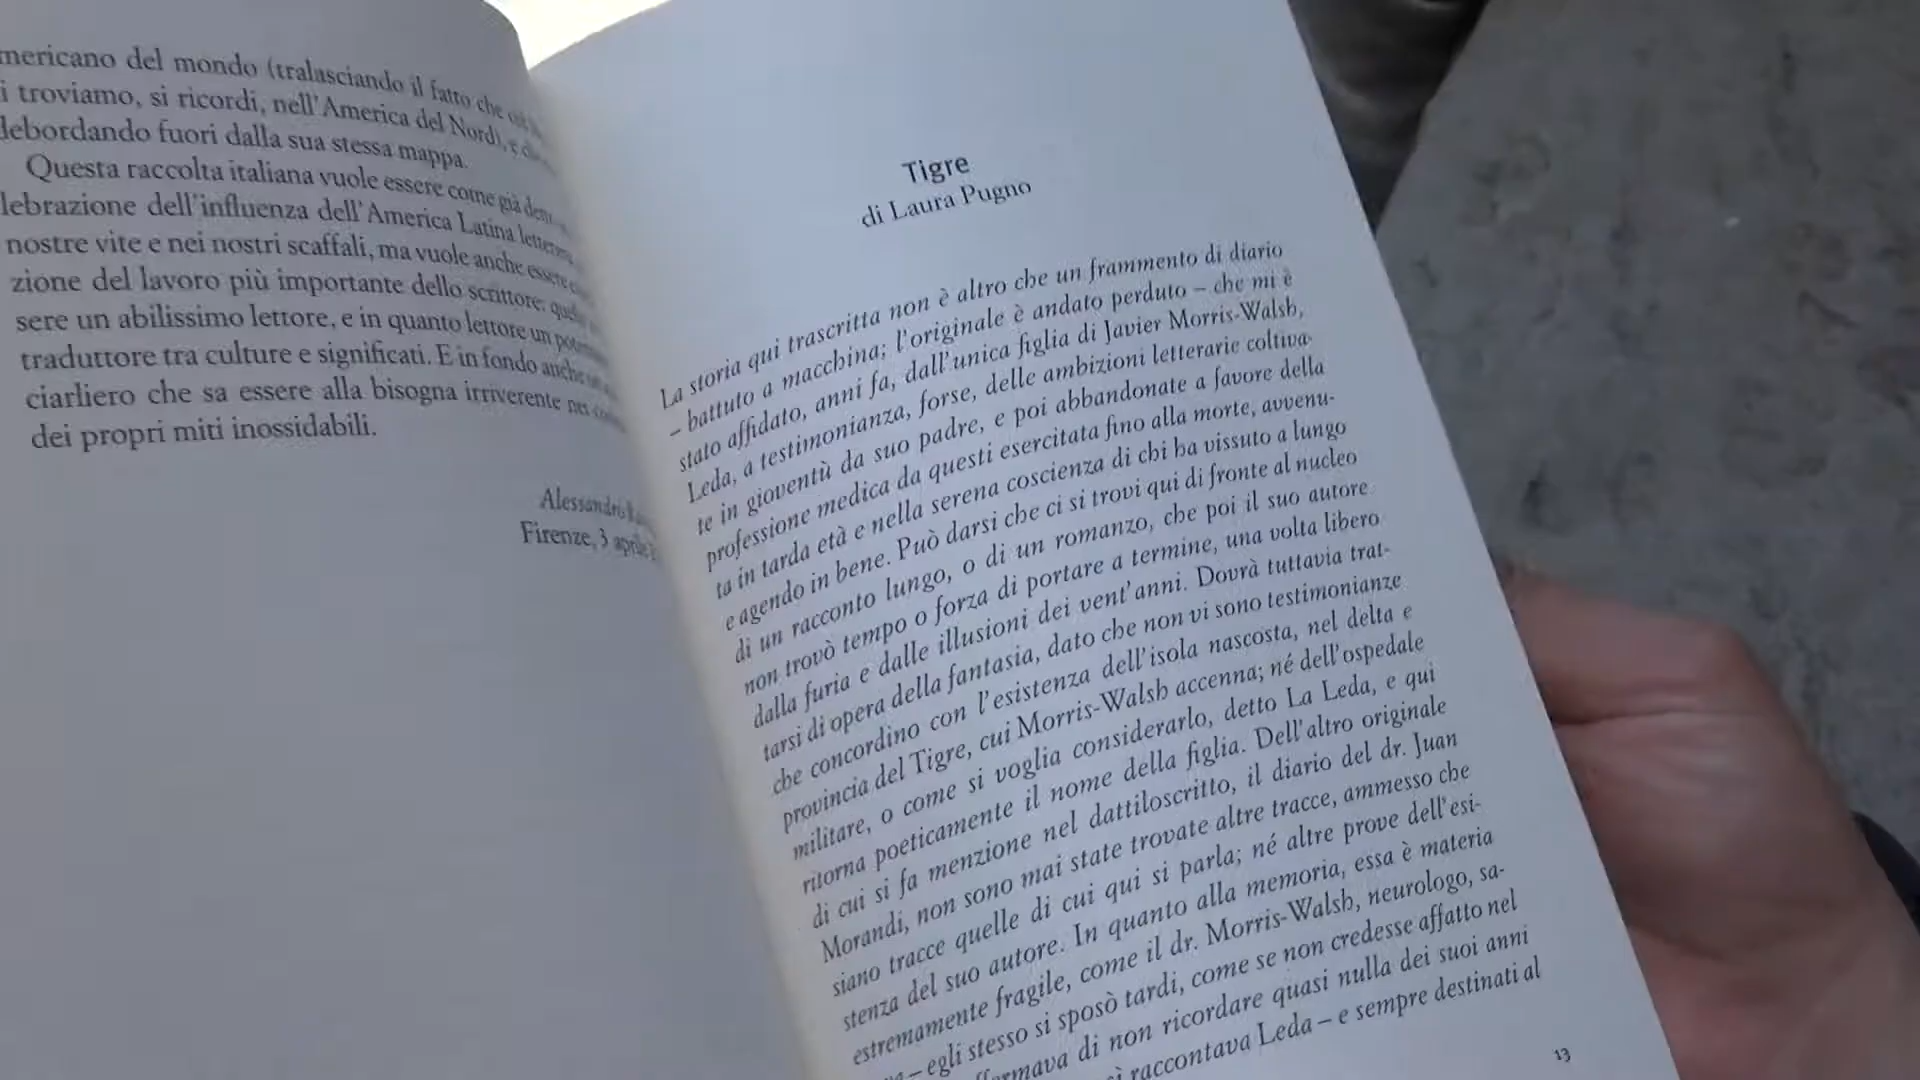 mericano del mondo (tralasciando il fatto che
i troviamo, si ricordi, nell'America del Nord), e
debordando fuori dalla sua stessa mappa.
Questa raccolta italiana vuole essere come già
lebrazione dell'influenza dell'America Latina
nostre vite e nei nostri scaffali, ma vuole anche essere
zione del lavoro più importante dello scrittore:
sere un abilissimo lettore, e in quanto lettore un
traduttore tra culture e significati. E in fondo anche
ciarliero che sa essere alla bisogna irriverente nei
dei propri miti inossidabili.
Alessandro
Firenze, 3 aprile
Tigre
di Laura Pugno
La storia qui trascritta non è altro che un frammento di diario
– battuto a macchina; l'originale è andato perduto – che mi è
stato affidato, anni fa, dall'unica figlia di Javier Morris-Walsh,
Leda, a testimonianza, forse, delle ambizioni letterarie coltiva-
te in gioventù da suo padre, e poi abbandonate a favore della
professione medica da questi esercitata fino alla morte, avvenu-
ta in tarda età e nella serena coscienza di chi ha vissuto a lungo
e agendo in bene. Può darsi che ci si trovi qui di fronte al nucleo
di un racconto lungo, o di un romanzo, che poi il suo autore
non trovò tempo o forza di portare a termine, una volta libero
dalla furia e dalle illusioni dei vent'anni. Dovrà tuttavia trat-
tarsi di opera della fantasia, dato che non vi sono testimonianze
che concordino con l'esistenza dell'isola nascosta, nel delta e
provincia del Tigre, cui Morris-Walsh accenna; né dell'ospedale
militare, o come si voglia considerarlo, detto La Leda, e qui
ritorna poeticamente il nome della figlia. Dell'altro originale
di cui si fa menzione nel dattiloscritto, il diario del dr. Juan
Morandi, non sono mai state trovate altre tracce, ammesso che
siano tracce quelle di cui qui si parla; né altre prove dell'esi-
stenza del suo autore. In quanto alla memoria, essa è materia
estremamente fragile, come il dr. Morris-Walsh, neurologo, sa-
– egli stesso si sposò tardi, come se non credesse affatto nel
di non ricordare quasi nulla dei suoi anni
raccontava Leda – e sempre destinati al
13